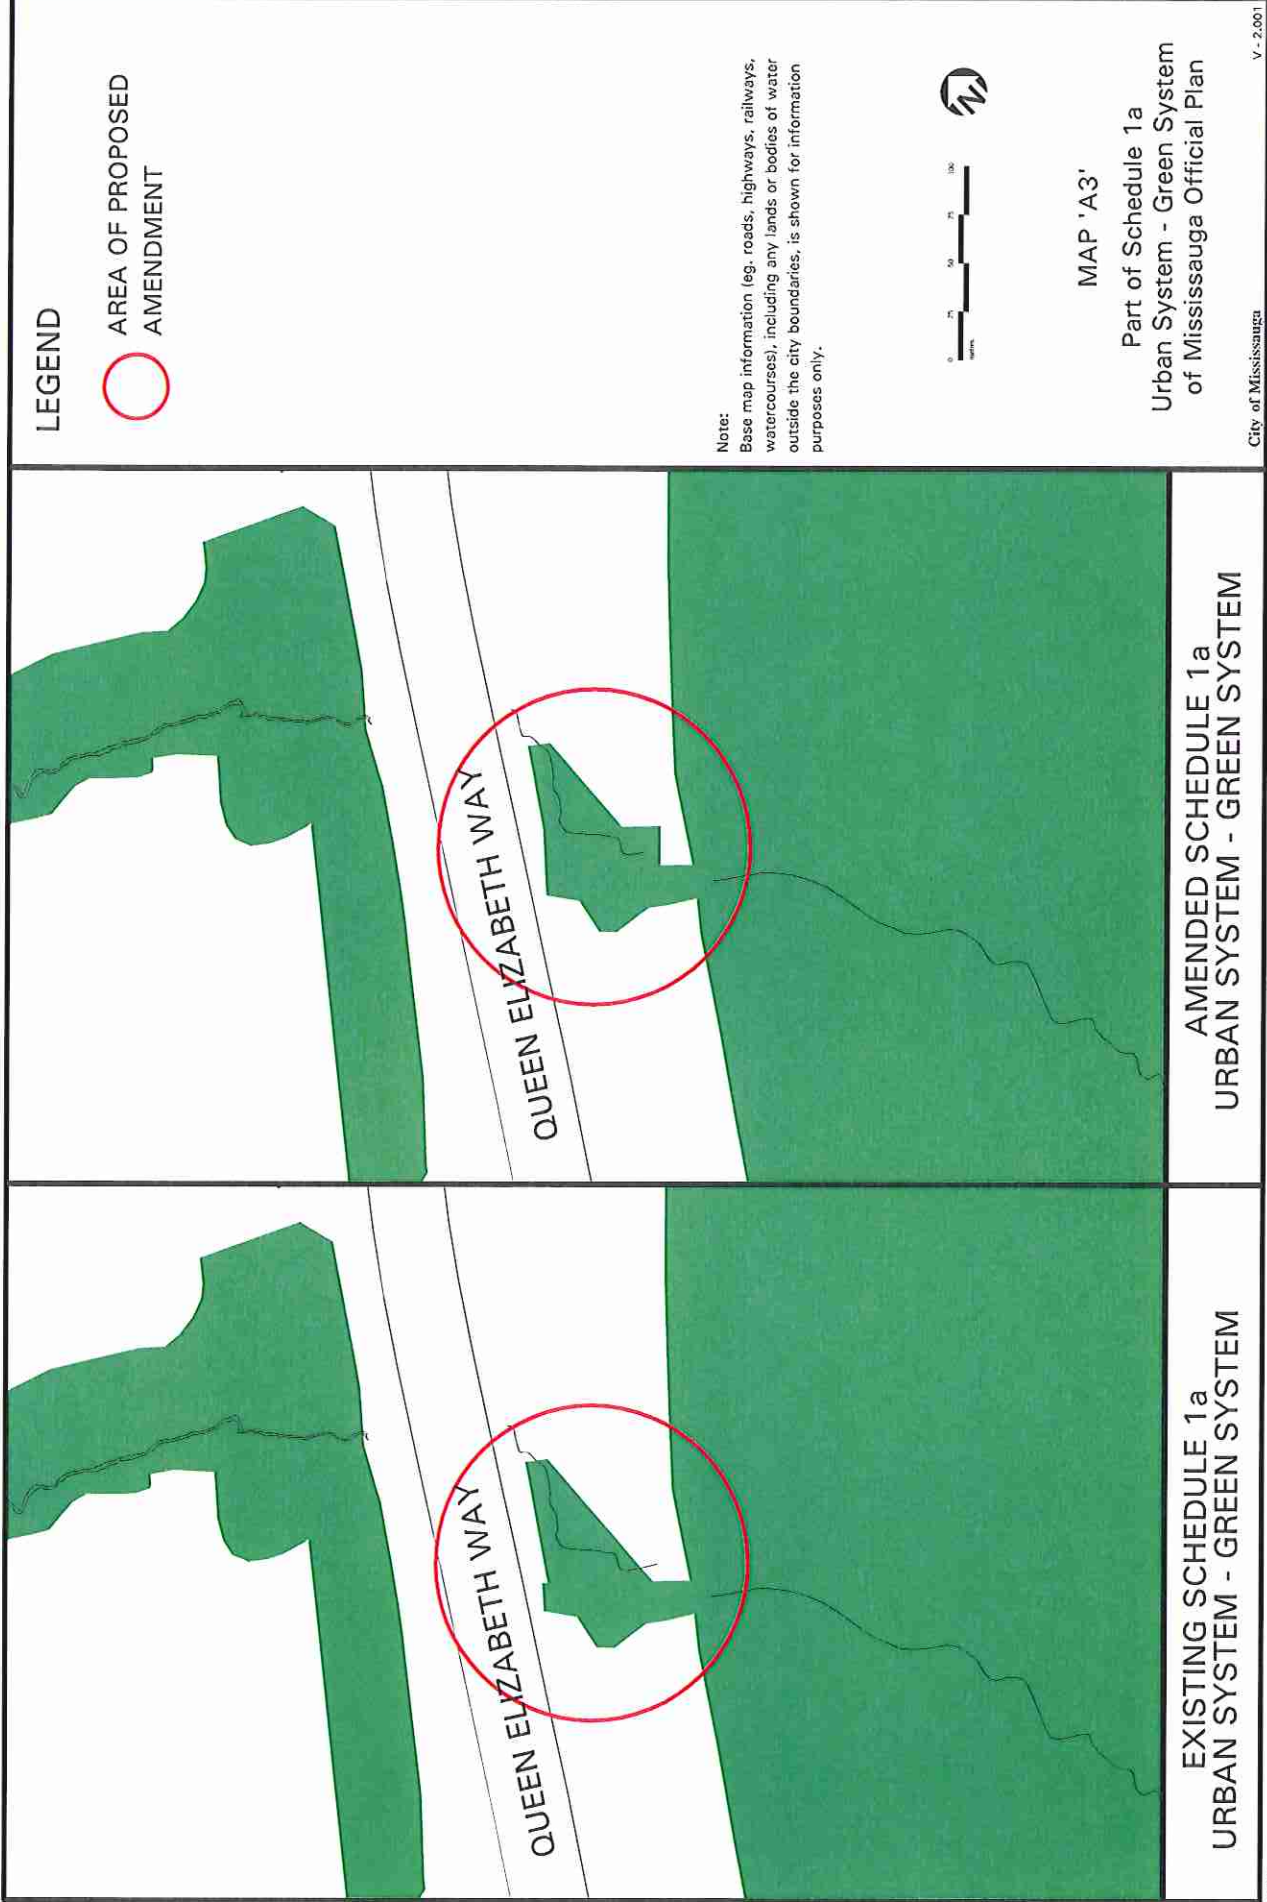 QUEEN ELIZABETH WAY
EXISTING SCHEDULE 1a
URBAN SYSTEM - GREEN SYSTEM
QUEEN ELIZABETH WAY
AMENDED SCHEDULE 1a
URBAN SYSTEM - GREEN SYSTEM
LEGEND
AREA OF PROPOSED
AMENDMENT
Note:
Base map information (eg. roads, highways, railways,
watercourses), including any lands or bodies of water
outside the city boundaries, is shown for information
purposes only.
N
0 50 100
MAP 'A3'
Part of Schedule 1a
Urban System - Green System
of Mississauga Official Plan
City of Mississauga
V - 2.001